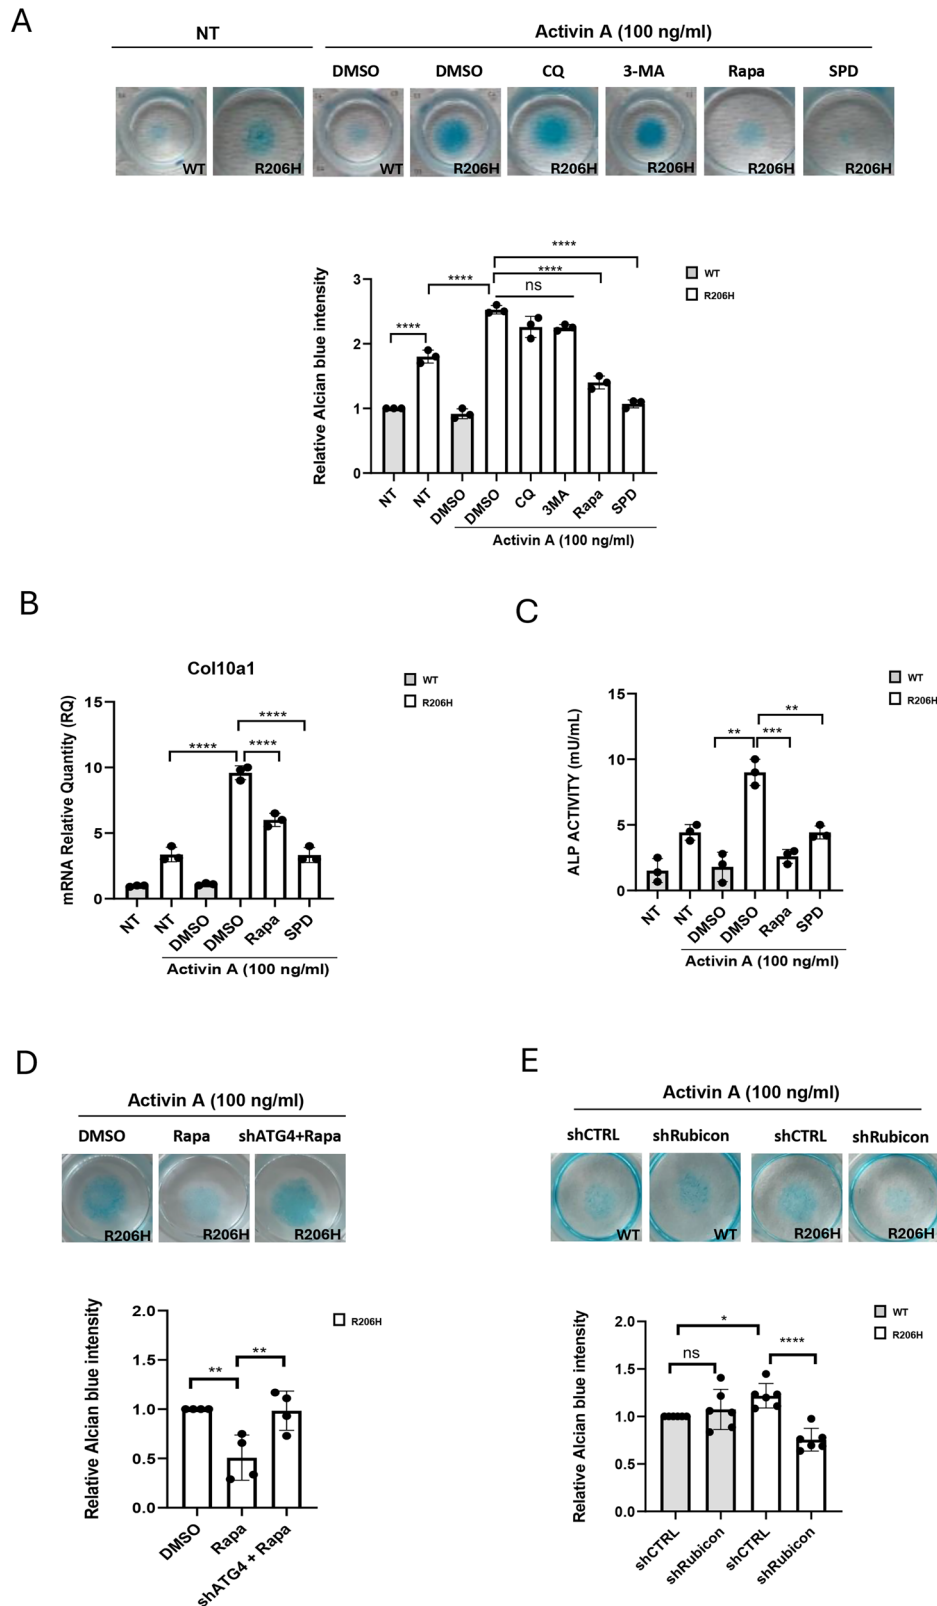 A
NT
Activin A (100 ng/ml)
DMSO DMSO CQ 3-MA Rapa SPD
WT R206H WT R206H R206H R206H R206H R206H
Relative Alcian blue intensity
3
2
1
0
****
****
****
****
ns
WT
R206H
NT NT DMSO DMSO CQ 3MA Rapa SPD
Activin A (100 ng/ml)
B
Col10a1
mRNA Relative Quantity (RQ)
15
10
5
0
****
****
****
WT
R206H
NT NT DMSO DMSO Rapa SPD
Activin A (100 ng/ml)
C
ALP ACTIVITY (mU/mL)
15
10
5
0
**
** ***
WT
R206H
NT NT DMSO DMSO Rapa SPD
Activin A (100 ng/ml)
D
Activin A (100 ng/ml)
DMSO Rapa shATG4+Rapa
R206H R206H R206H
Relative Alcian blue intensity
2.0
1.5
1.0
0.5
0.0
** **
R206H
DMSO Rapa shATG4 + Rapa
E
Activin A (100 ng/ml)
shCTRL shRubicon shCTRL shRubicon
WT WT R206H R206H
Relative Alcian blue intensity
2.0
1.5
1.0
0.5
0.0
*
ns ****
WT
R206H
shCTRL shRubicon shCTRL shRubicon